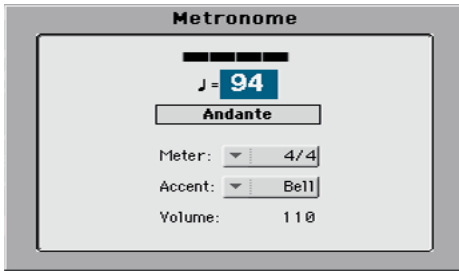 Metronome
♩= 94
Andante
Meter: 4/4
Accent: Bell
Volume: 110